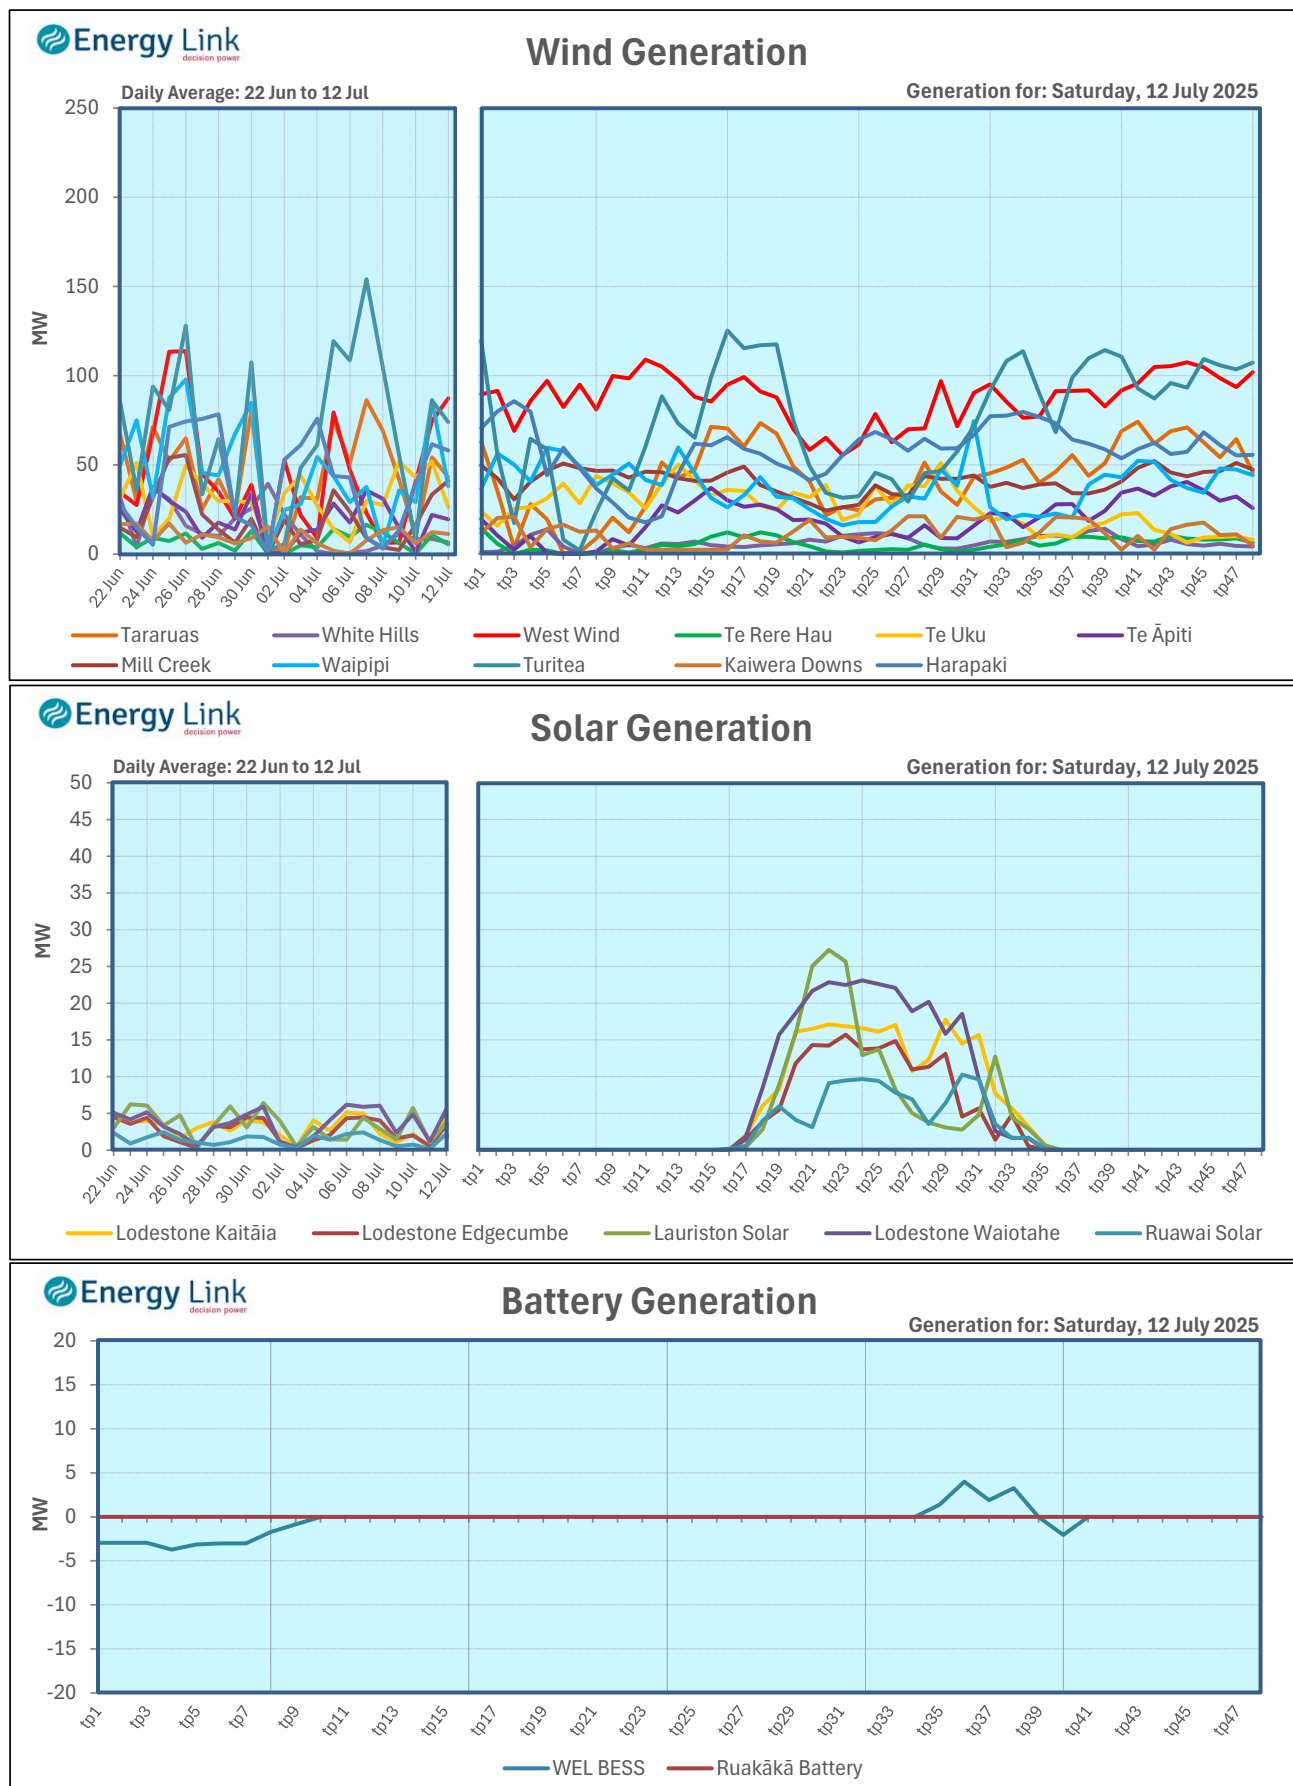 Energy Link
decision power
Wind Generation
Daily Average: 22 Jun to 12 Jul
Generation for: Saturday, 12 July 2025
MW
250
200
150
100
50
0
22 Jun 24 Jun 26 Jun 28 Jun 30 Jun 02 Jul 04 Jul 06 Jul 08 Jul 10 Jul 12 Jul
tp1 tp3 tp5 tp7 tp9 tp11 tp13 tp15 tp17 tp19 tp21 tp23 tp25 tp27 tp29 tp31 tp33 tp35 tp37 tp39 tp41 tp43 tp45 tp47
Tararuas White Hills West Wind Te Rere Hau Te Uku Te Āpiti
Mill Creek Waipipi Turitea Kaiwera Downs Harapaki
Energy Link
decision power
Solar Generation
Daily Average: 22 Jun to 12 Jul
Generation for: Saturday, 12 July 2025
MW
50
45
40
35
30
25
20
15
10
5
0
22 Jun 24 Jun 26 Jun 28 Jun 30 Jun 02 Jul 04 Jul 06 Jul 08 Jul 10 Jul 12 Jul
tp1 tp3 tp5 tp7 tp9 tp11 tp13 tp15 tp17 tp19 tp21 tp23 tp25 tp27 tp29 tp31 tp33 tp35 tp37 tp39 tp41 tp43 tp45 tp47
Lodestone Kaitāia Lodestone Edgecumbe Lauriston Solar Lodestone Waiotahe Ruawai Solar
Energy Link
decision power
Battery Generation
Generation for: Saturday, 12 July 2025
MW
20
15
10
5
0
-5
-10
-15
-20
tp1 tp3 tp5 tp7 tp9 tp11 tp13 tp15 tp17 tp19 tp21 tp23 tp25 tp27 tp29 tp31 tp33 tp35 tp37 tp39 tp41 tp43 tp45 tp47
WEL BESS Ruakākā Battery